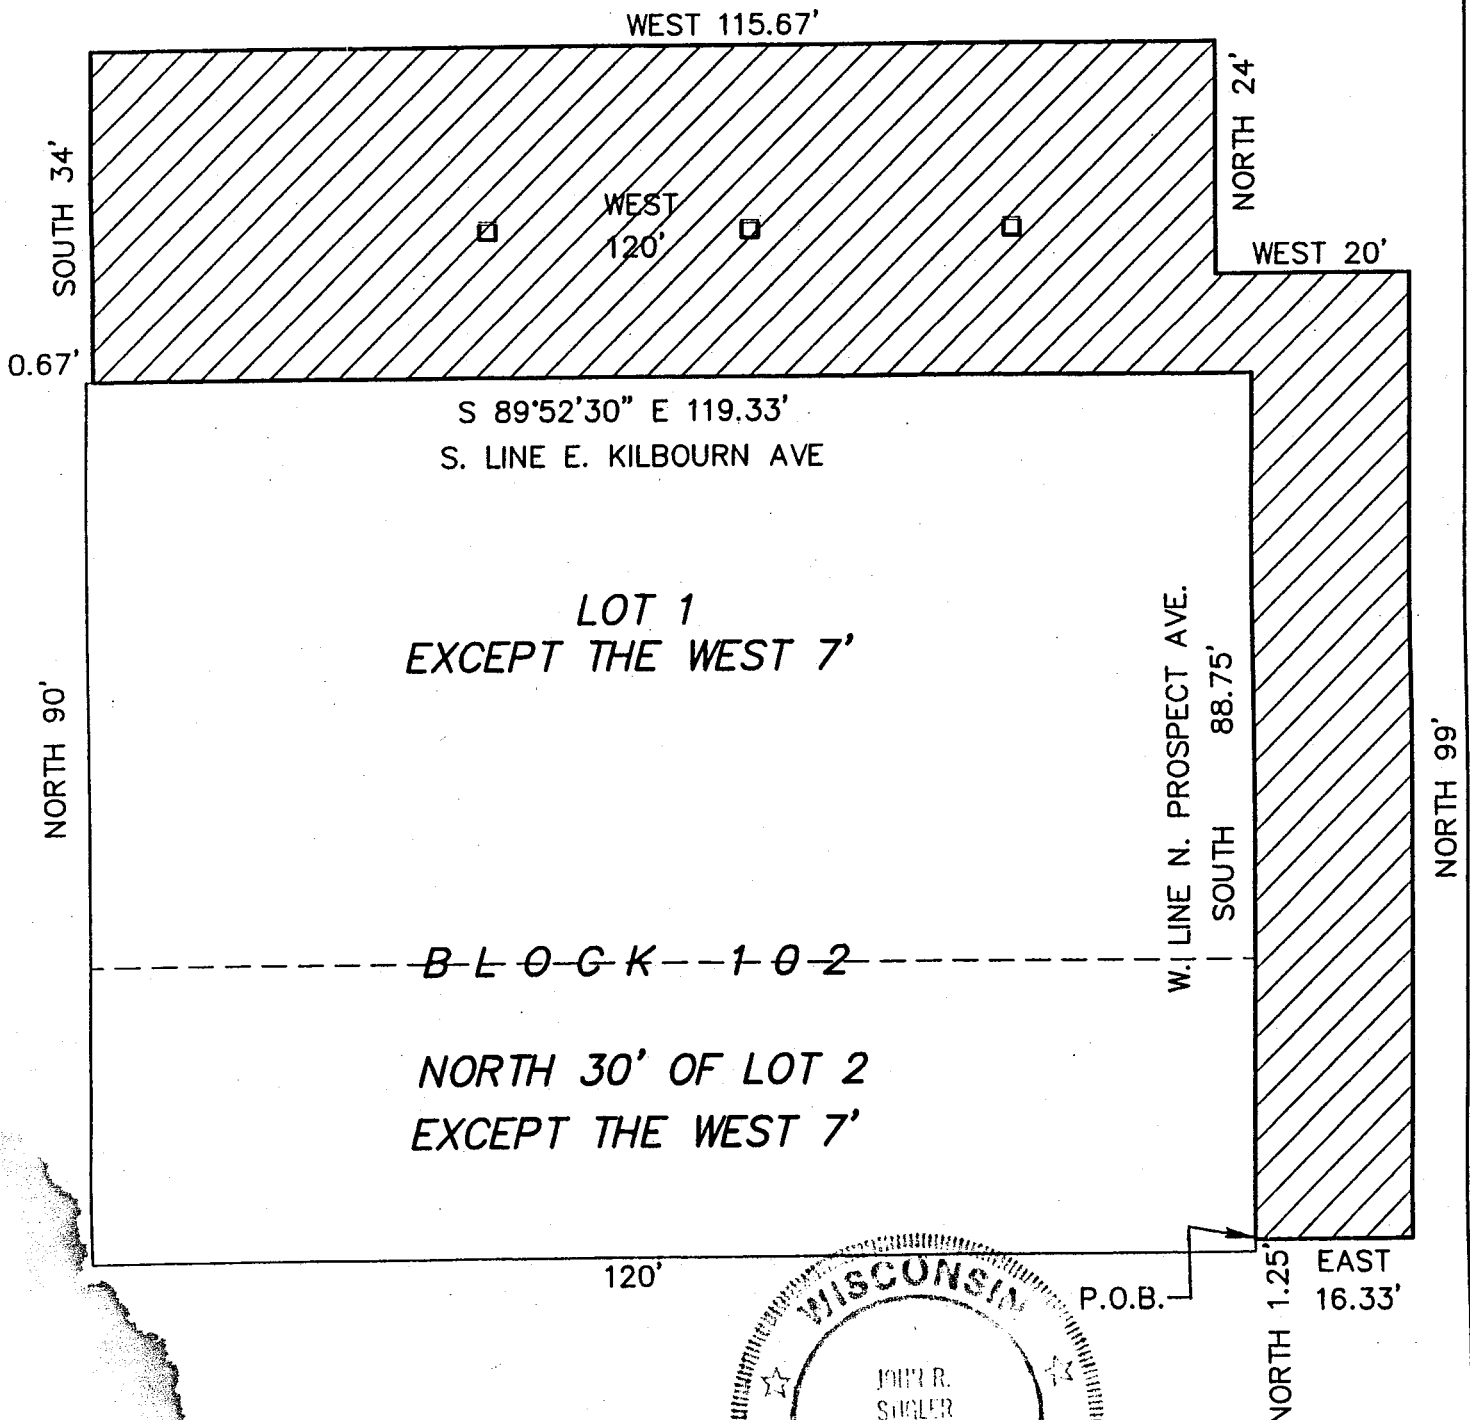 WEST 115.67'
NORTH 24'
SOUTH 34'
WEST
120'
WEST 20'
0.67'
S 89°52'30" E 119.33'
S. LINE E. KILBOURN AVE
LOT 1
EXCEPT THE WEST 7'
W. LINE N. PROSPECT AVE.
SOUTH 88.75'
NORTH 90'
NORTH 99'
BLOCK 102
NORTH 30' OF LOT 2
EXCEPT THE WEST 7'
120'
P.O.B.
NORTH 1.25'
EAST
16.33'
WISCONSIN
JOHN R.